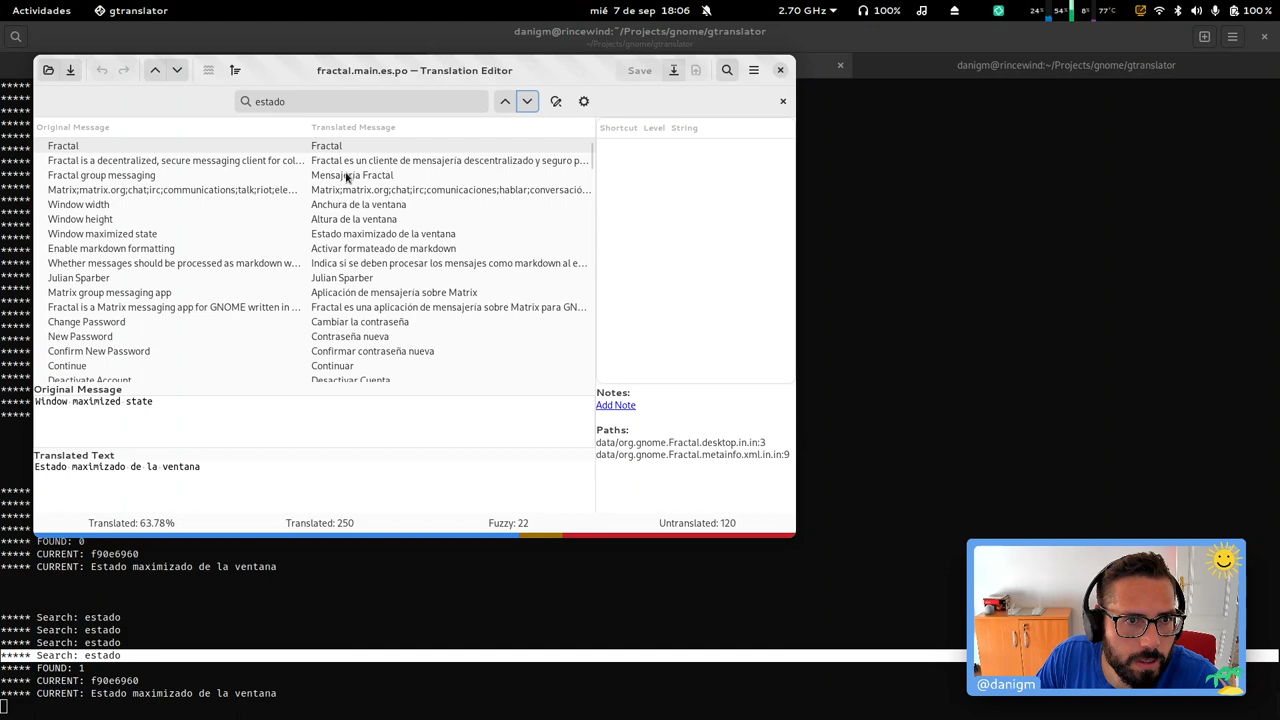 Actividades gtranslator mié 7 de sep 18:06 2.70 GHz 100% 24% 54% 8% 77°C 100 %
danigm@rincewind:~/Projects/gnome/gtranslator
~/Projects/gnome/gtranslator
fractal.main.es.po — Translation Editor Save
danigm@rincewind:~/Projects/gnome/gtranslator
estado
Original Message Translated Message Shortcut Level String
Fractal Fractal
Fractal is a decentralized, secure messaging client for col... Fractal es un cliente de mensajería descentralizado y seguro p...
Fractal group messaging Mensajería Fractal
Matrix;matrix.org;chat;irc;communications;talk;riot;ele... Matrix;matrix.org;chat;irc;comunicaciones;hablar;conversació...
Window width Anchura de la ventana
Window height Altura de la ventana
Window maximized state Estado maximizado de la ventana
Enable markdown formatting Activar formateado de markdown
Whether messages should be processed as markdown w... Indica si se deben procesar los mensajes como markdown al e...
Julian Sparber Julian Sparber
Matrix group messaging app Aplicación de mensajería sobre Matrix
Fractal is a Matrix messaging app for GNOME written in ... Fractal es una aplicación de mensajería sobre Matrix para GN...
Change Password Cambiar la contraseña
New Password Contraseña nueva
Confirm New Password Confirmar contraseña nueva
Continue Continuar
Deactivate Account Desactivar Cuenta
Original Message
Window maximized state
Translated Text
Estado maximizado de la ventana
Notes:
Add Note
Paths:
data/org.gnome.Fractal.desktop.in.in:3
data/org.gnome.Fractal.metainfo.xml.in.in:9
Translated: 63.78% Translated: 250 Fuzzy: 22 Untranslated: 120
***** FOUND: 0
***** CURRENT: f90e6960
***** CURRENT: Estado maximizado de la ventana
***** Search: estado
***** Search: estado
***** Search: estado
***** Search: estado
***** FOUND: 1
***** CURRENT: f90e6960
***** CURRENT: Estado maximizado de la ventana
@danigm